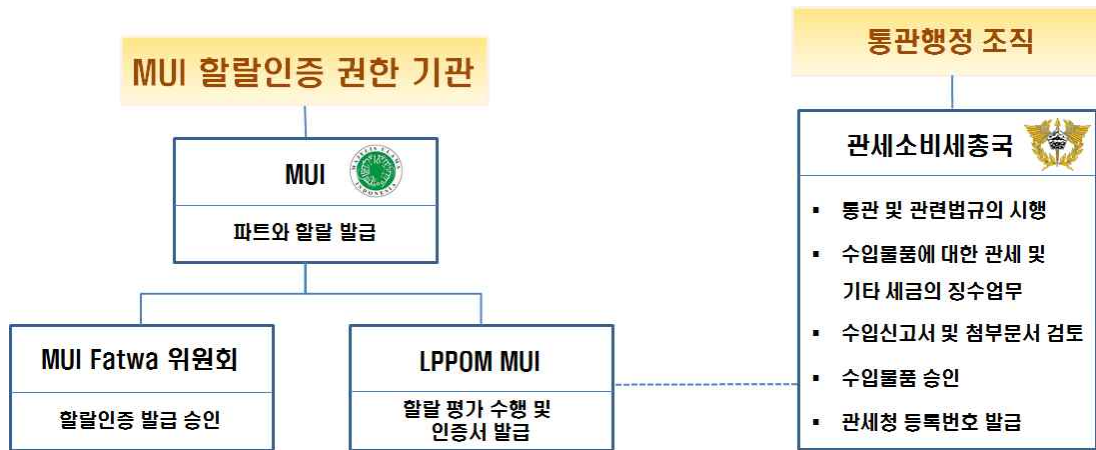 MUI 할랄인증 권한 기관
MUI
MAJELIS ULAMA
INDONESIA
파트와 할랄 발급
MUI Fatwa 위원회
할랄인증 발급 승인
LPPOM MUI
할랄 평가 수행 및
인증서 발급
통관행정 조직
관세소비세총국
▪ 통관 및 관련법규의 시행
▪ 수입물품에 대한 관세 및
기타 세금의 징수업무
▪ 수입신고서 및 첨부문서 검토
▪ 수입물품 승인
▪ 관세청 등록번호 발급